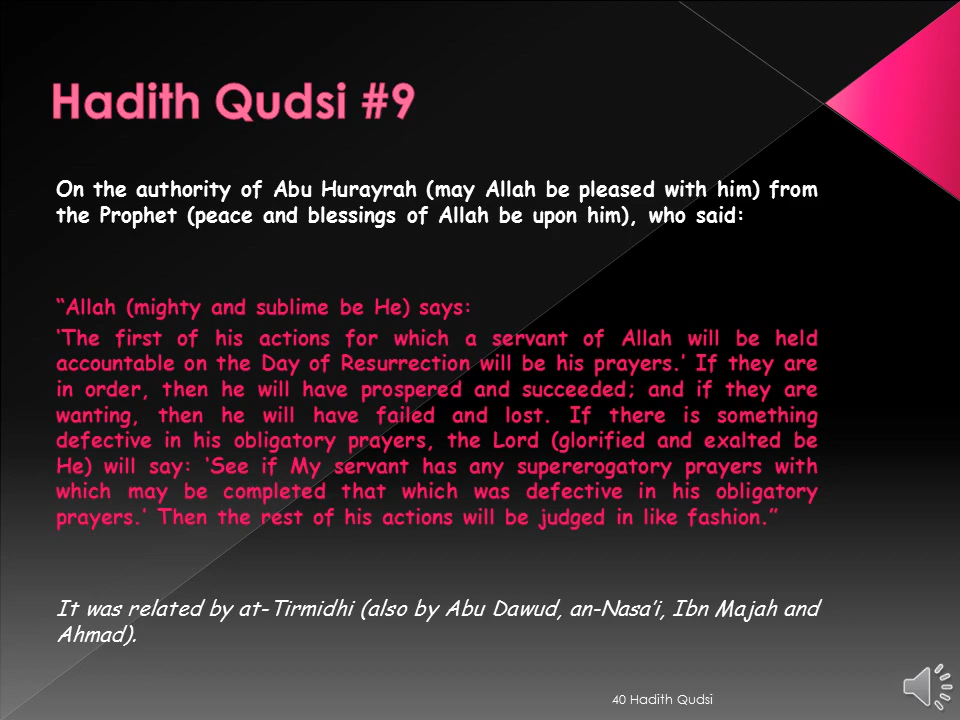 Hadith Qudsi #9
On the authority of Abu Hurayrah (may Allah be pleased with him) from
the Prophet (peace and blessings of Allah be upon him), who said:
“Allah (mighty and sublime be He) says:
‘The first of his actions for which a servant of Allah will be held
accountable on the Day of Resurrection will be his prayers.’ If they are
in order, then he will have prospered and succeeded; and if they are
wanting, then he will have failed and lost. If there is something
defective in his obligatory prayers, the Lord (glorified and exalted be
He) will say: ‘See if My servant has any supererogatory prayers with
which may be completed that which was defective in his obligatory
prayers.’ Then the rest of his actions will be judged in like fashion.”
It was related by at-Tirmidhi (also by Abu Dawud, an-Nasa’i, Ibn Majah and
Ahmad).
40 Hadith Qudsi